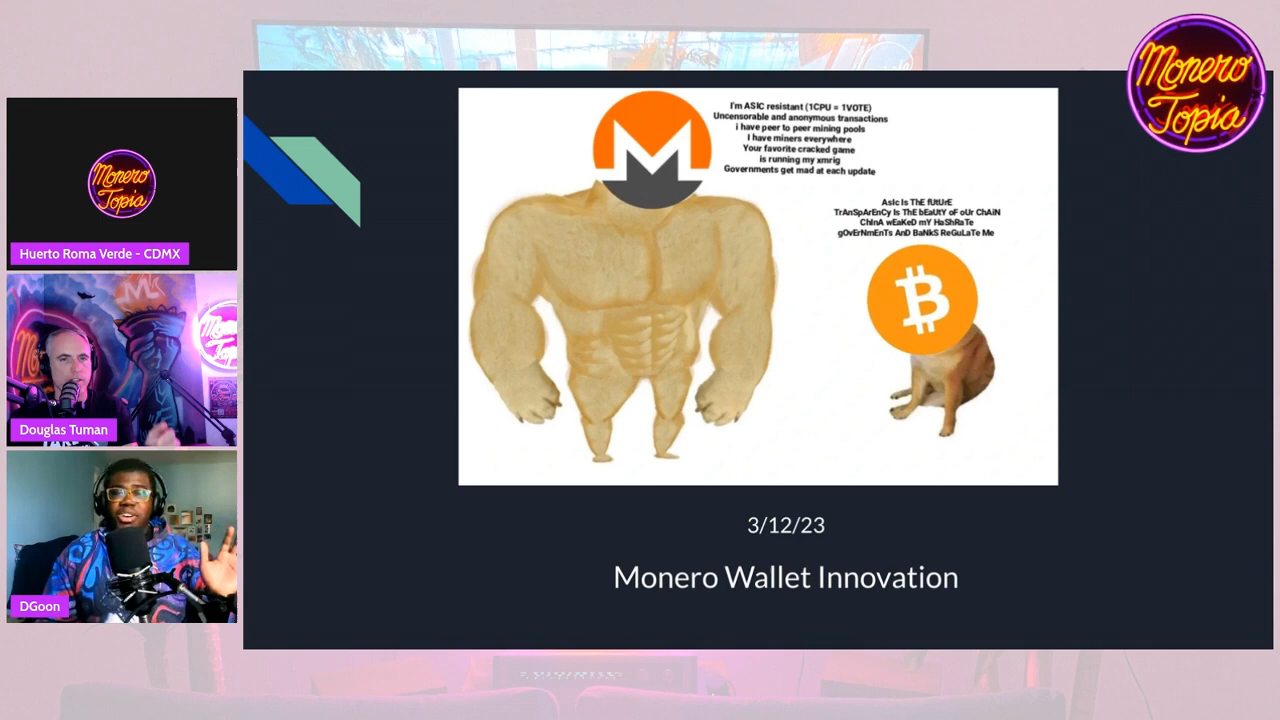 Monero
Topia
Monero
Topia
Huerto Roma Verde - CDMX
Douglas Tuman
DGoon
I'm ASIC resistant (1CPU = 1VOTE)
Uncensorable and anonymous transactions
i have peer to peer mining pools
I have miners everywhere
Your favorite cracked game
is running my xmrig
Governments get mad at each update
AsIc Is ThE fUtUrE
TrAnSpArEnCy Is ThE bEaUtY oF oUr ChAiN
ChInA wEaKeD mY HaShRaTe
gOvErNmEnTs AnD BaNkS ReGuLaTe Me
3/12/23
Monero Wallet Innovation